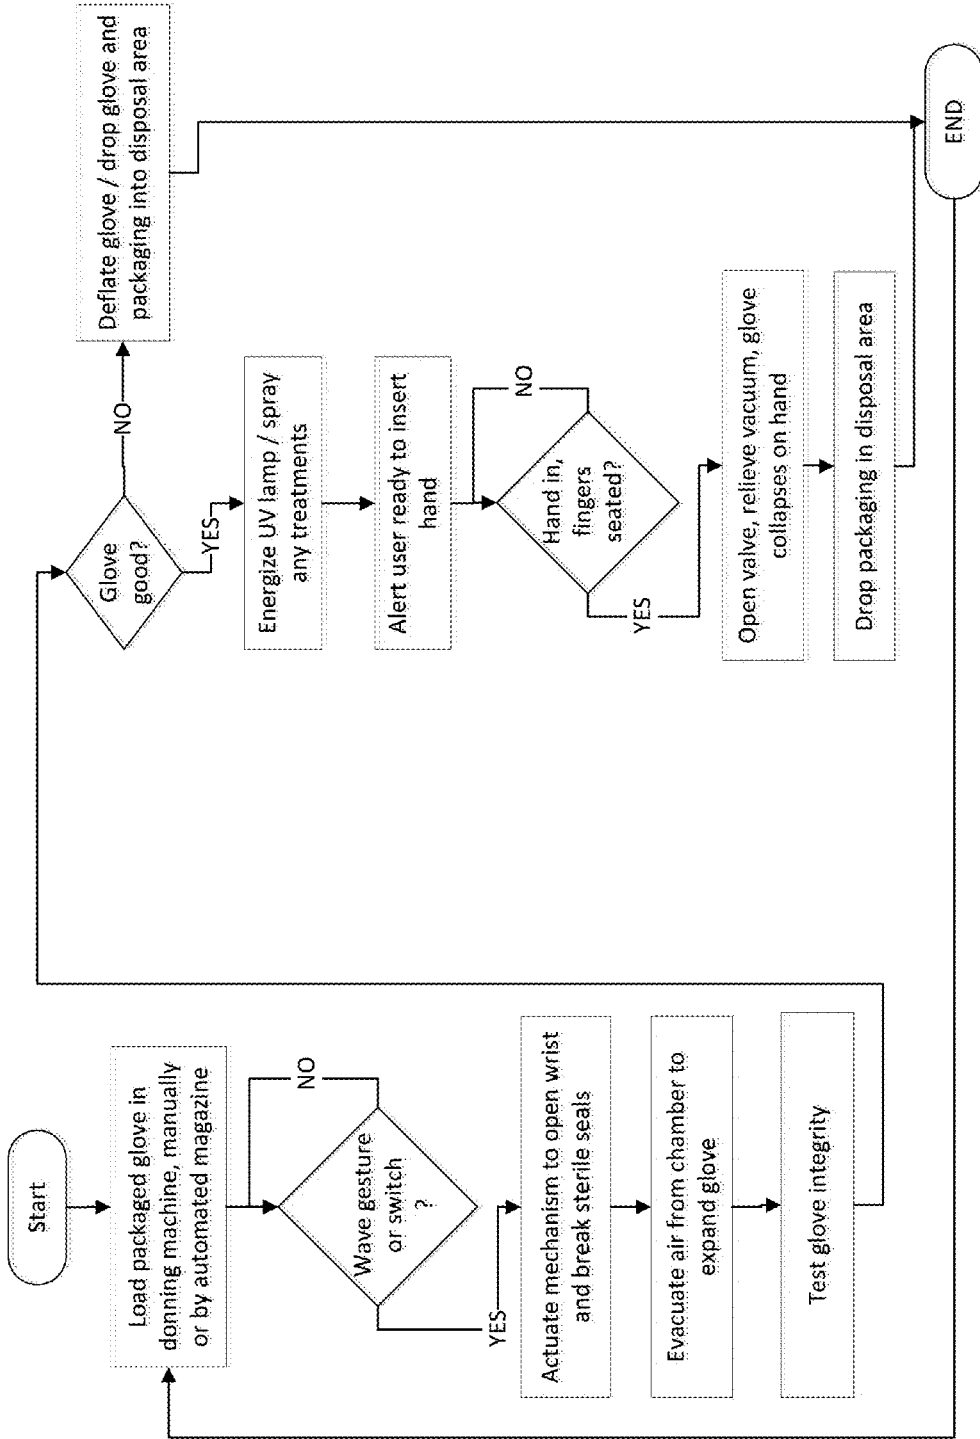 Start
Load packaged glove in
donning machine, manually
or by automated magazine
Wave gesture
or switch
?
NO
YES
Actuate mechanism to open wrist
and break sterile seals
Evacuate air from chamber to
expand glove
Test glove integrity
Glove
good?
NO
Deflate glove / drop glove and
packaging into disposal area
YES
Energize UV lamp / spray
any treatments
Alert user ready to insert
hand
Hand in,
fingers
seated?
NO
YES
Open valve, relieve vacuum, glove
collapses on hand
Drop packaging in disposal area
END